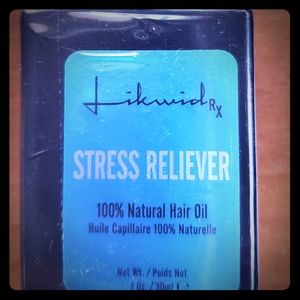 Likwid Rx
STRESS RELIEVER
100% Natural Hair Oil
Huile Capillaire 100% Naturelle
Net Wt. / Poids Net
1 Oz. / 30ml ℮